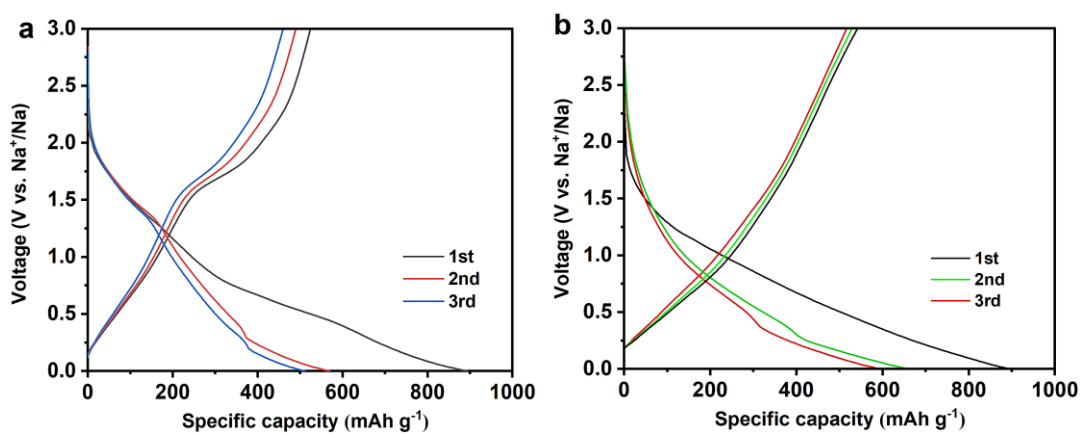 a
3.0
2.5
2.0
1.5
1.0
0.5
0.0
Voltage (V vs. Na⁺/Na)
1st
2nd
3rd
0 200 400 600 800 1000
Specific capacity (mAh g⁻¹)
b
3.0
2.5
2.0
1.5
1.0
0.5
0.0
Voltage (V vs. Na⁺/Na)
1st
2nd
3rd
0 200 400 600 800 1000
Specific capacity (mAh g⁻¹)